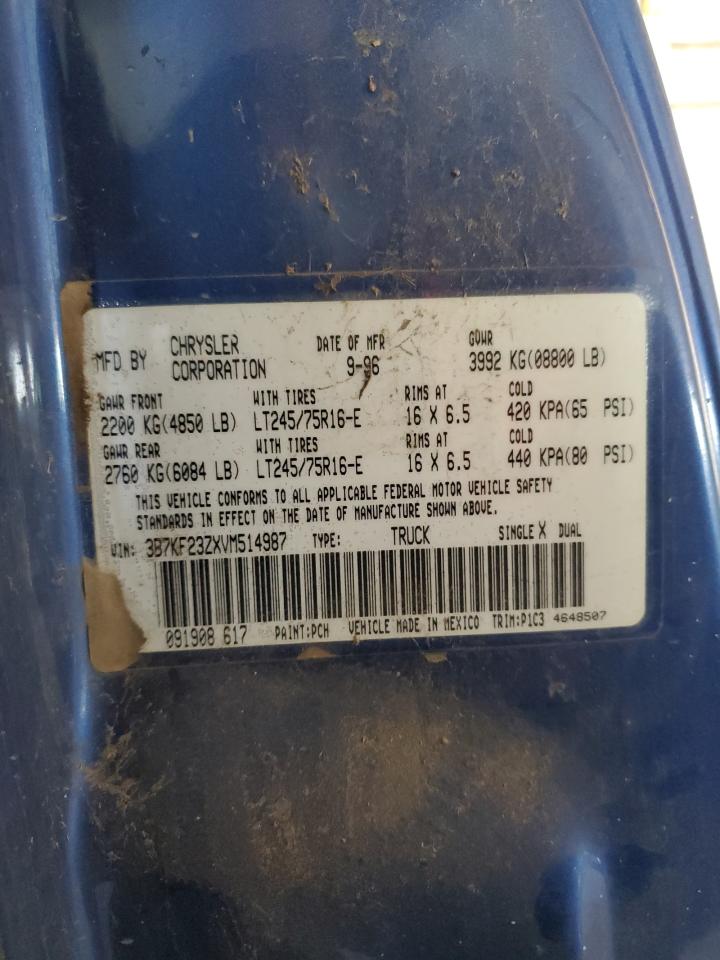 MFD BY CHRYSLER CORPORATION DATE OF MFR 9-96 GVWR 3992 KG(08800 LB)
GAWR FRONT WITH TIRES RIMS AT COLD
2200 KG(4850 LB) LT245/75R16-E 16 X 6.5 420 KPA(65 PSI)
GAWR REAR WITH TIRES RIMS AT COLD
2760 KG(6084 LB) LT245/75R16-E 16 X 6.5 440 KPA(80 PSI)
THIS VEHICLE CONFORMS TO ALL APPLICABLE FEDERAL MOTOR VEHICLE SAFETY
STANDARDS IN EFFECT ON THE DATE OF MANUFACTURE SHOWN ABOVE.
VIN: 3B7KF23ZXVM514987 TYPE: TRUCK SINGLE X DUAL
091908 617 PAINT:PCH VEHICLE MADE IN MEXICO TRIM:P1C3 4648507